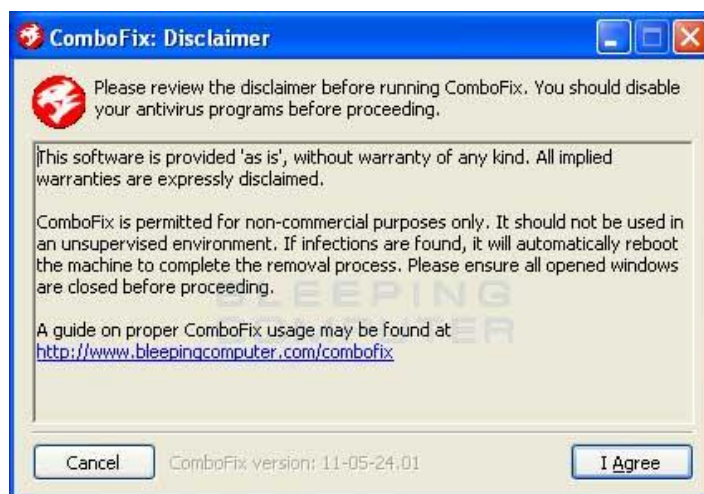 ComboFix: Disclaimer
Please review the disclaimer before running ComboFix. You should disable
your antivirus programs before proceeding.
This software is provided 'as is', without warranty of any kind. All implied
warranties are expressly disclaimed.
ComboFix is permitted for non-commercial purposes only. It should not be used in
an unsupervised environment. If infections are found, it will automatically reboot
the machine to complete the removal process. Please ensure all opened windows
are closed before proceeding.
BLEEPING
COMPUTER
A guide on proper ComboFix usage may be found at
http://www.bleepingcomputer.com/combofix
Cancel ComboFix version: 11-05-24.01 I Agree